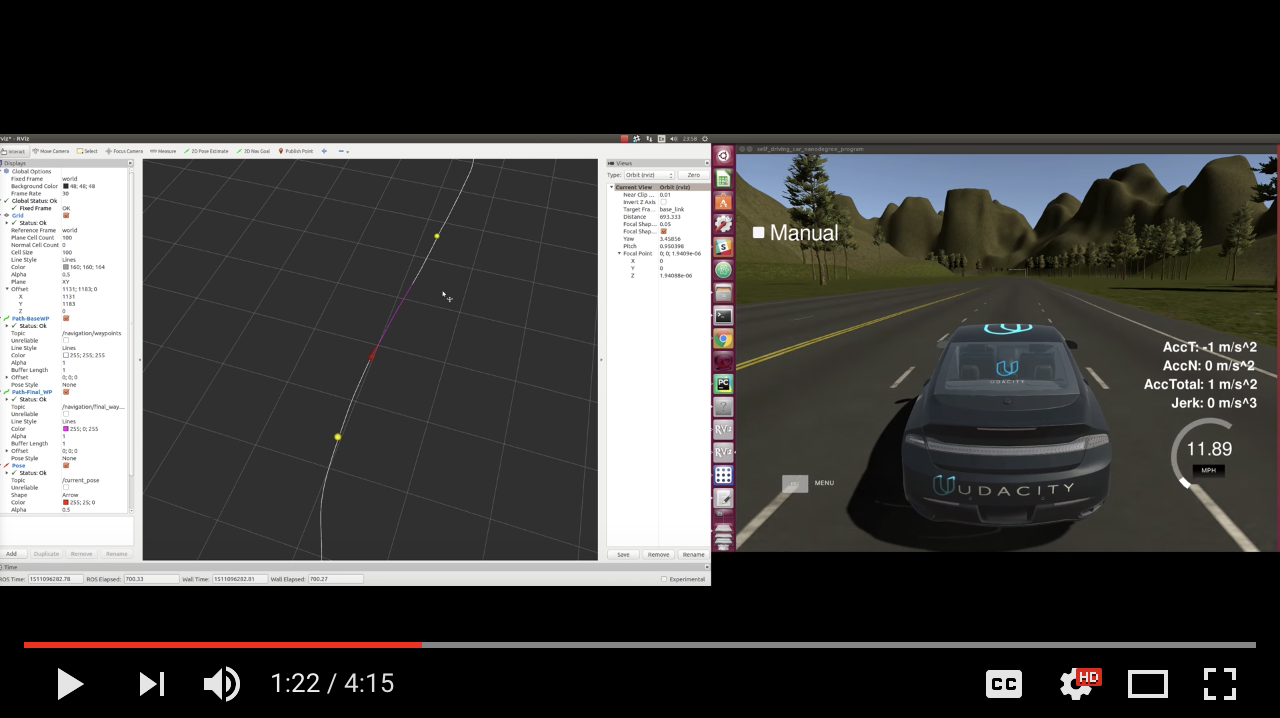 RViz* - RViz
23:58
Interact Move Camera Select Focus Camera Measure 2D Pose Estimate 2D Nav Goal Publish Point
Displays
Global Options
Fixed Frame world
Background Color 48; 48; 48
Frame Rate 30
Global Status: Ok
Fixed Frame OK
Grid
Status: Ok
Reference Frame world
Plane Cell Count 100
Normal Cell Count 0
Cell Size 100
Line Style Lines
Color 160; 160; 164
Alpha 0.5
Plane XY
Offset 1131; 1183; 0
X 1131
Y 1183
Z 0
Path-BaseWP
Status: Ok
Topic /navigation/waypoints
Unreliable
Line Style Lines
Color 255; 255; 255
Alpha 1
Buffer Length 1
Offset 0; 0; 0
Pose Style None
Path-Final_WP
Status: Ok
Topic /navigation/final_way...
Unreliable
Line Style Lines
Color 255; 0; 255
Alpha 1
Buffer Length 1
Offset 0; 0; 0
Pose Style None
Pose
Status: Ok
Topic /current_pose
Unreliable
Shape Arrow
Color 255; 25; 0
Alpha 0.5
Add Duplicate Remove Rename
Views
Type: Orbit (rviz) Zero
Current View Orbit (rviz)
Near Clip ... 0.01
Invert Z Axis
Target Fra... base_link
Distance 693.333
Focal Shap... 0.05
Focal Shap...
Yaw 3.45856
Pitch 0.950398
Focal Point 0; 0; 1.9409e-06
X 0
Y 0
Z 1.94088e-06
Save Remove Rename
Time
ROS Time: 1511096282.78 ROS Elapsed: 700.33 Wall Time: 1511096282.81 Wall Elapsed: 700.27 Experimental
self_driving_car_nanodegree_program
Manual
AccT: -1 m/s^2
AccN: 0 m/s^2
AccTotal: 1 m/s^2
Jerk: 0 m/s^3
11.89
MPH
MENU
UDACITY
UDACITY
PC
RVi
RVi
1:22 / 4:15
CC
HD